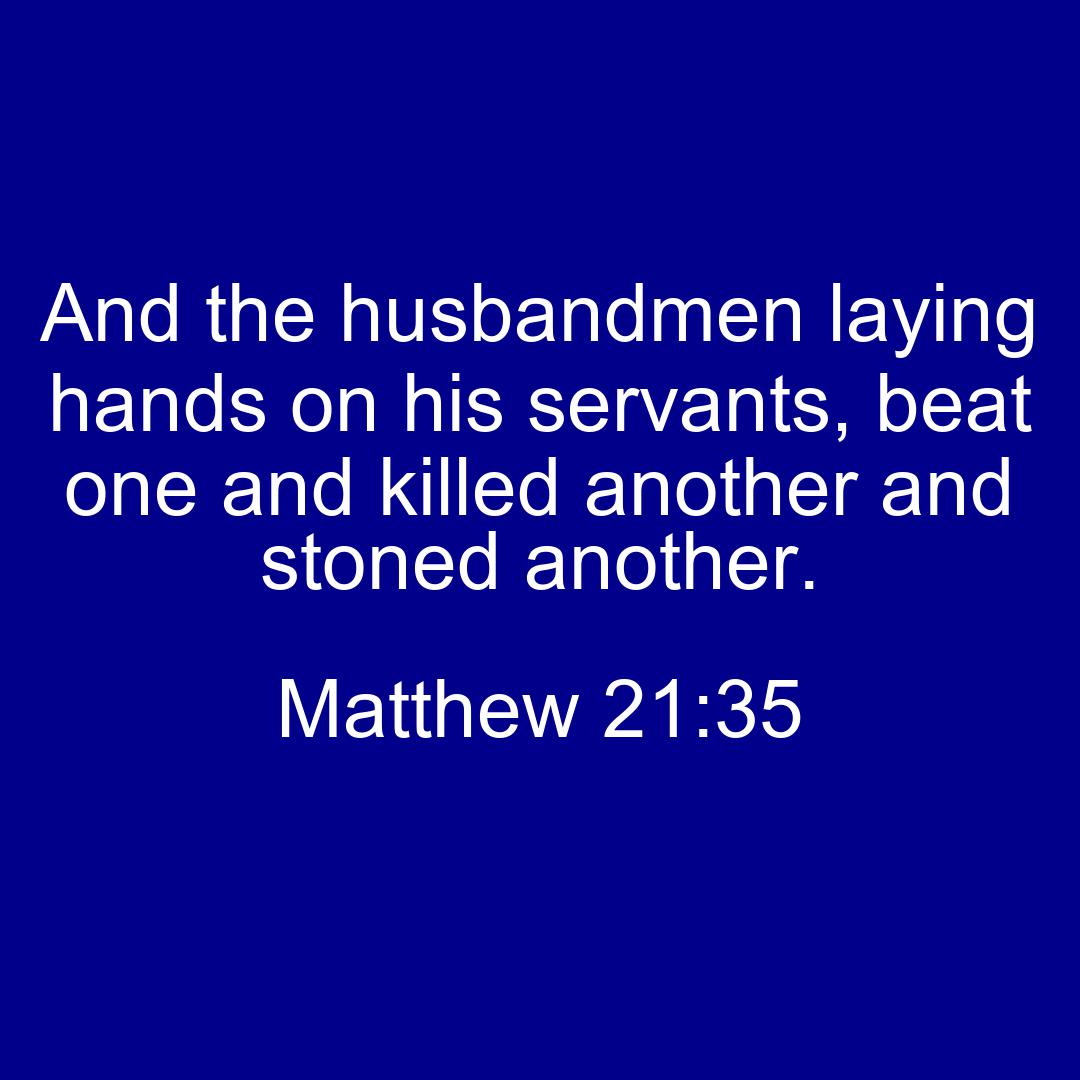 And the husbandmen laying
hands on his servants, beat
one and killed another and
stoned another.
Matthew 21:35